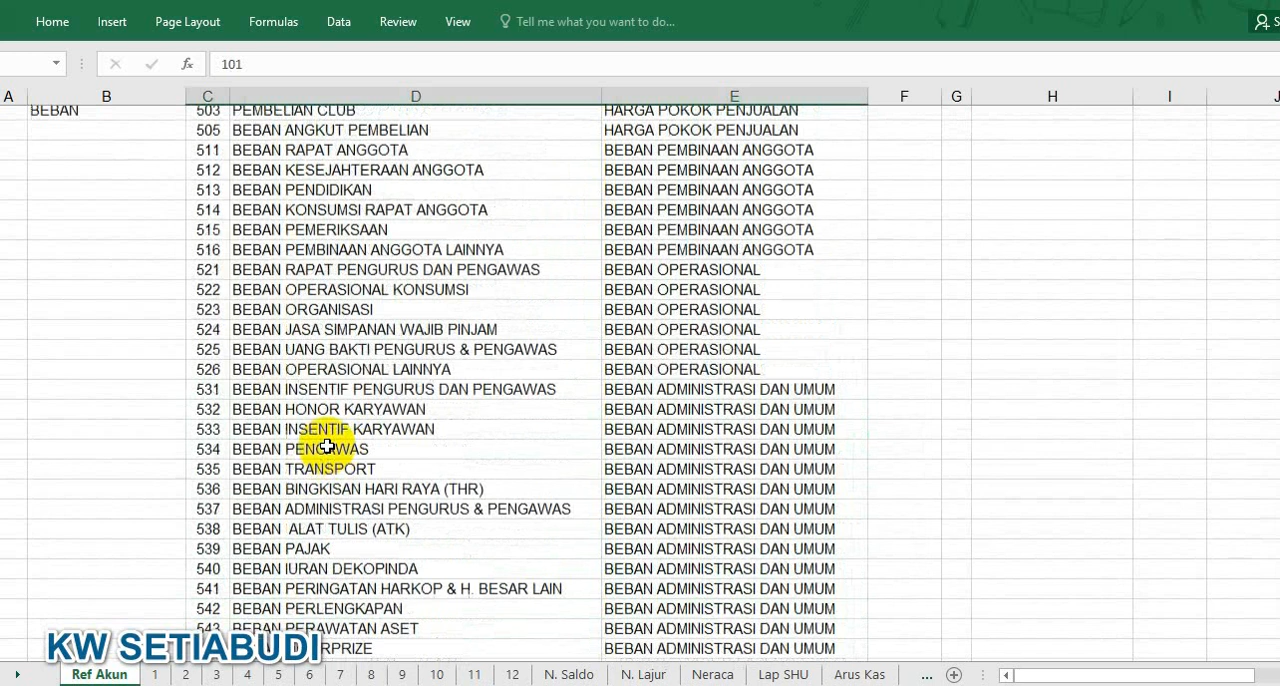 Home Insert Page Layout Formulas Data Review View Tell me what you want to do... S
fx 101
A B C D E F G H I J
BEBAN 503 PEMBELIAN CLUB HARGA POKOK PENJUALAN
505 BEBAN ANGKUT PEMBELIAN HARGA POKOK PENJUALAN
511 BEBAN RAPAT ANGGOTA BEBAN PEMBINAAN ANGGOTA
512 BEBAN KESEJAHTERAAN ANGGOTA BEBAN PEMBINAAN ANGGOTA
513 BEBAN PENDIDIKAN BEBAN PEMBINAAN ANGGOTA
514 BEBAN KONSUMSI RAPAT ANGGOTA BEBAN PEMBINAAN ANGGOTA
515 BEBAN PEMERIKSAAN BEBAN PEMBINAAN ANGGOTA
516 BEBAN PEMBINAAN ANGGOTA LAINNYA BEBAN PEMBINAAN ANGGOTA
521 BEBAN RAPAT PENGURUS DAN PENGAWAS BEBAN OPERASIONAL
522 BEBAN OPERASIONAL KONSUMSI BEBAN OPERASIONAL
523 BEBAN ORGANISASI BEBAN OPERASIONAL
524 BEBAN JASA SIMPANAN WAJIB PINJAM BEBAN OPERASIONAL
525 BEBAN UANG BAKTI PENGURUS & PENGAWAS BEBAN OPERASIONAL
526 BEBAN OPERASIONAL LAINNYA BEBAN OPERASIONAL
531 BEBAN INSENTIF PENGURUS DAN PENGAWAS BEBAN ADMINISTRASI DAN UMUM
532 BEBAN HONOR KARYAWAN BEBAN ADMINISTRASI DAN UMUM
533 BEBAN INSENTIF KARYAWAN BEBAN ADMINISTRASI DAN UMUM
534 BEBAN PENGAWAS BEBAN ADMINISTRASI DAN UMUM
535 BEBAN TRANSPORT BEBAN ADMINISTRASI DAN UMUM
536 BEBAN BINGKISAN HARI RAYA (THR) BEBAN ADMINISTRASI DAN UMUM
537 BEBAN ADMINISTRASI PENGURUS & PENGAWAS BEBAN ADMINISTRASI DAN UMUM
538 BEBAN ALAT TULIS (ATK) BEBAN ADMINISTRASI DAN UMUM
539 BEBAN PAJAK BEBAN ADMINISTRASI DAN UMUM
540 BEBAN IURAN DEKOPINDA BEBAN ADMINISTRASI DAN UMUM
541 BEBAN PERINGATAN HARKOP & H. BESAR LAIN BEBAN ADMINISTRASI DAN UMUM
542 BEBAN PERLENGKAPAN BEBAN ADMINISTRASI DAN UMUM
543 BEBAN PERAWATAN ASET BEBAN ADMINISTRASI DAN UMUM
BEBAN ADMINISTRASI DAN UMUM
KW SETIABUDI
Ref Akun 1 2 3 4 5 6 7 8 9 10 11 12 N. Saldo N. Lajur Neraca Lap SHU Arus Kas ...